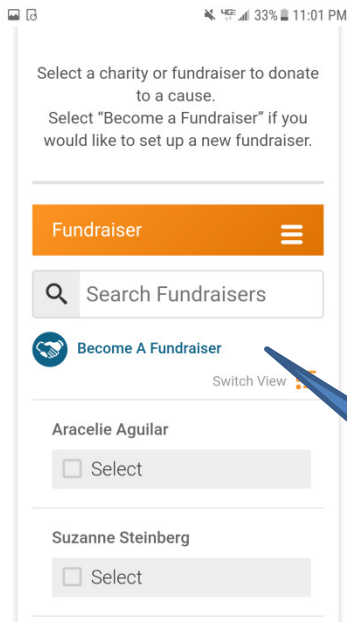 4G 33% 11:01 PM
Select a charity or fundraiser to donate
to a cause.
Select “Become a Fundraiser” if you
would like to set up a new fundraiser.
Fundraiser
Search Fundraisers
Become A Fundraiser
Switch View
Aracelie Aguilar
Select
Suzanne Steinberg
Select